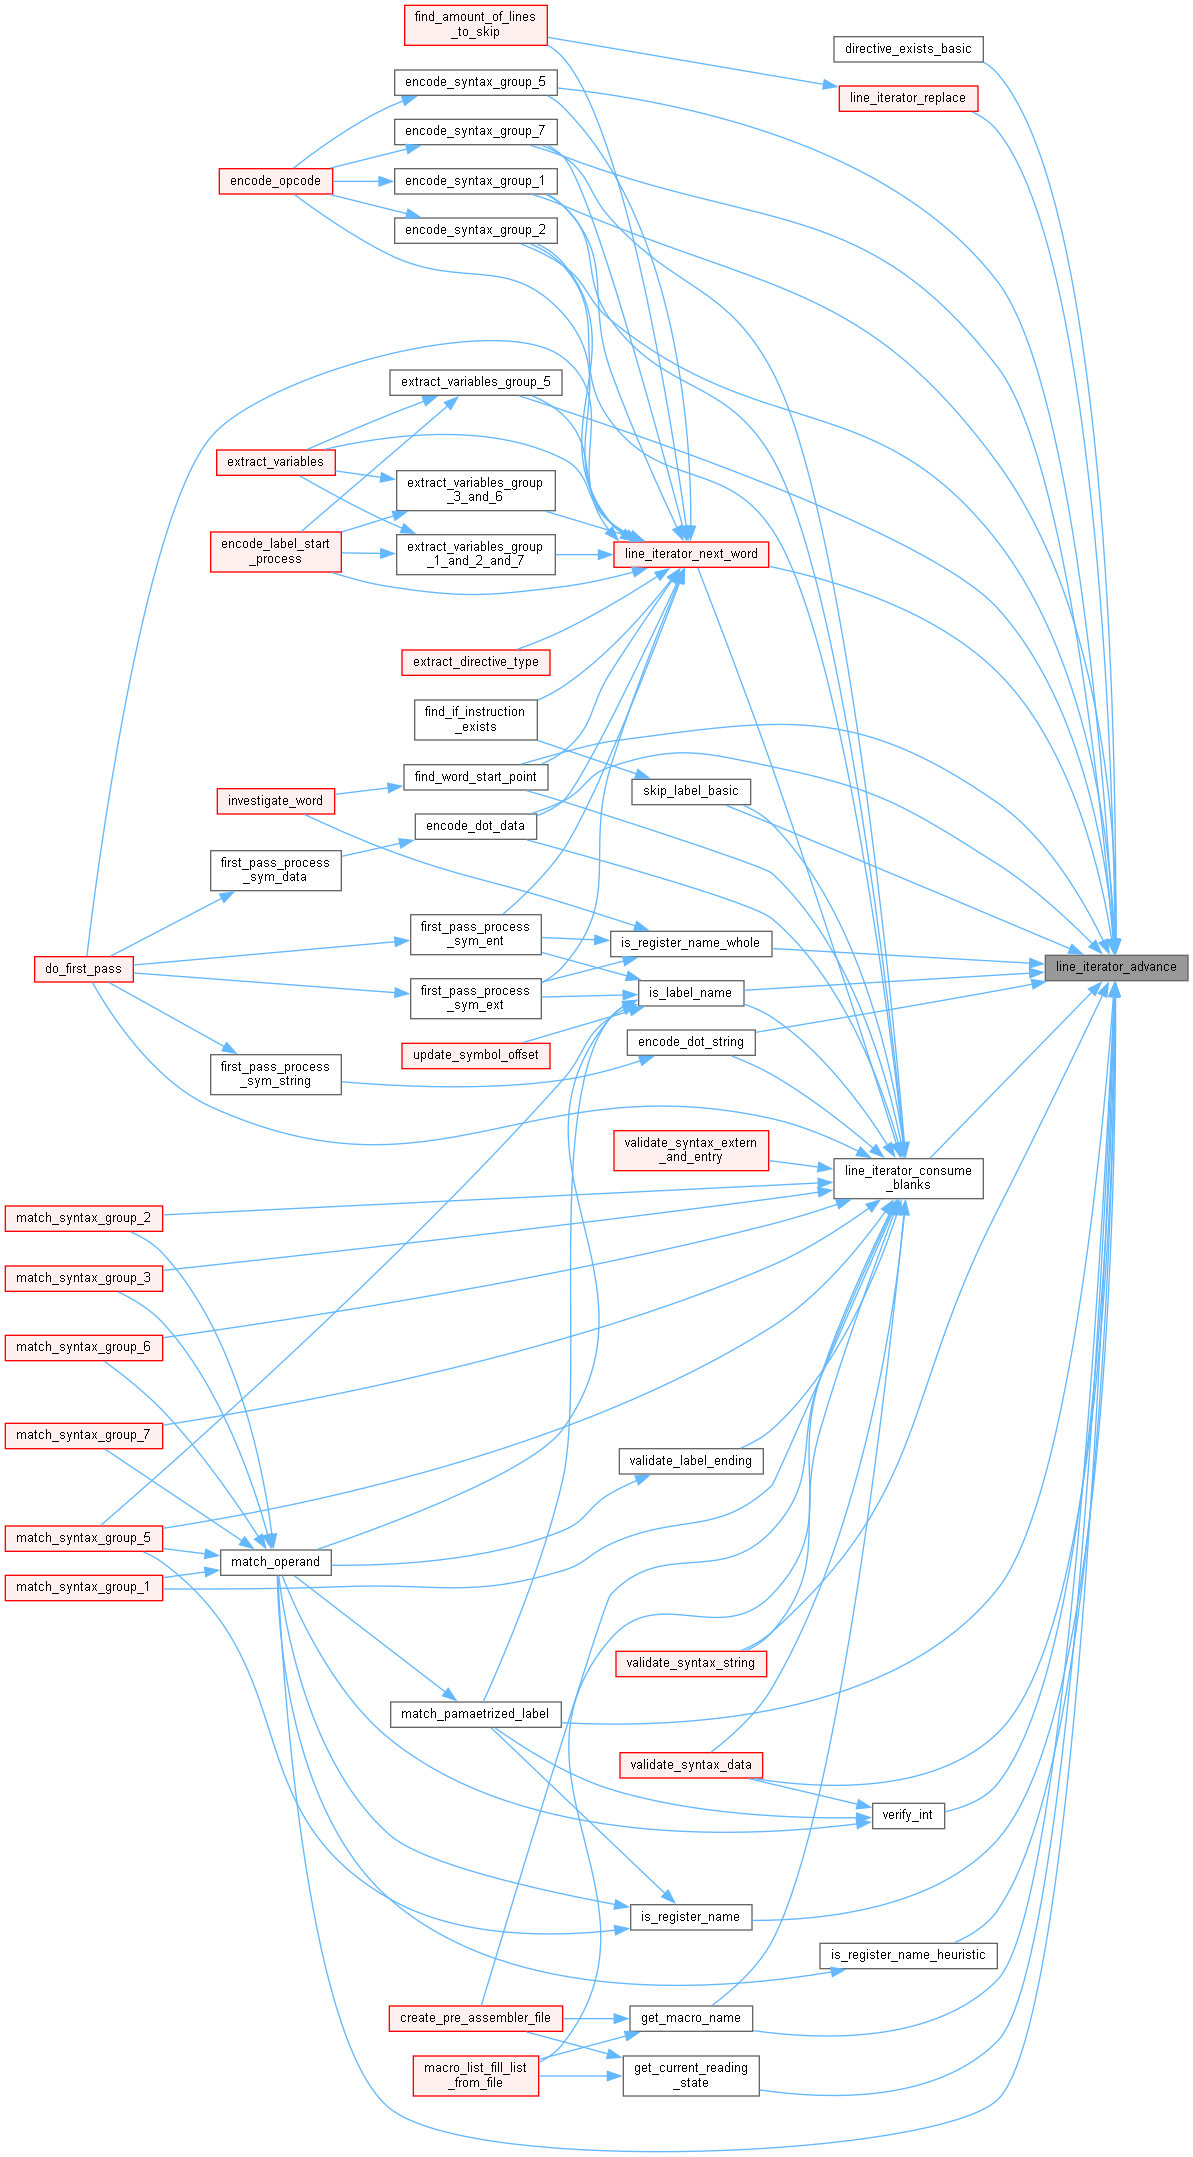 find_amount_of_lines
_to_skip
directive_exists_basic
encode_syntax_group_5
line_iterator_replace
encode_syntax_group_7
encode_opcode
encode_syntax_group_1
encode_syntax_group_2
extract_variables_group_5
extract_variables
extract_variables_group
_3_and_6
encode_label_start
_process
extract_variables_group
_1_and_2_and_7
line_iterator_next_word
extract_directive_type
find_if_instruction
_exists
find_word_start_point
skip_label_basic
investigate_word
encode_dot_data
first_pass_process
_sym_data
first_pass_process
_sym_ent
is_register_name_whole
do_first_pass
line_iterator_advance
first_pass_process
_sym_ext
is_label_name
encode_dot_string
update_symbol_offset
first_pass_process
_sym_string
validate_syntax_extern
_and_entry
line_iterator_consume
_blanks
match_syntax_group_2
match_syntax_group_3
match_syntax_group_6
match_syntax_group_7
validate_label_ending
match_syntax_group_5
match_operand
match_syntax_group_1
validate_syntax_string
match_pamaetrized_label
validate_syntax_data
verify_int
is_register_name
is_register_name_heuristic
create_pre_assembler_file
get_macro_name
macro_list_fill_list
_from_file
get_current_reading
_state